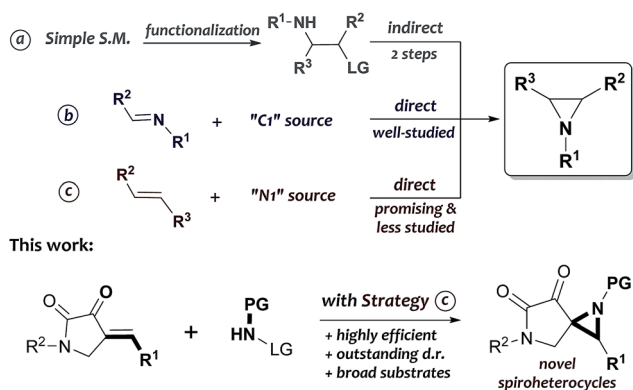 a Simple S.M. functionalization R¹-NH R² R³ LG indirect 2 steps
b R² N R¹ + "C1" source direct well-studied
R³ R² N R¹
c R² R³ + "N1" source direct promising & less studied
This work:
O O R²-N R¹ + PG HN LG
with Strategy c
+ highly efficient
+ outstanding d.r.
+ broad substrates
O O PG N R²-N R¹
novel
spiroheterocycles